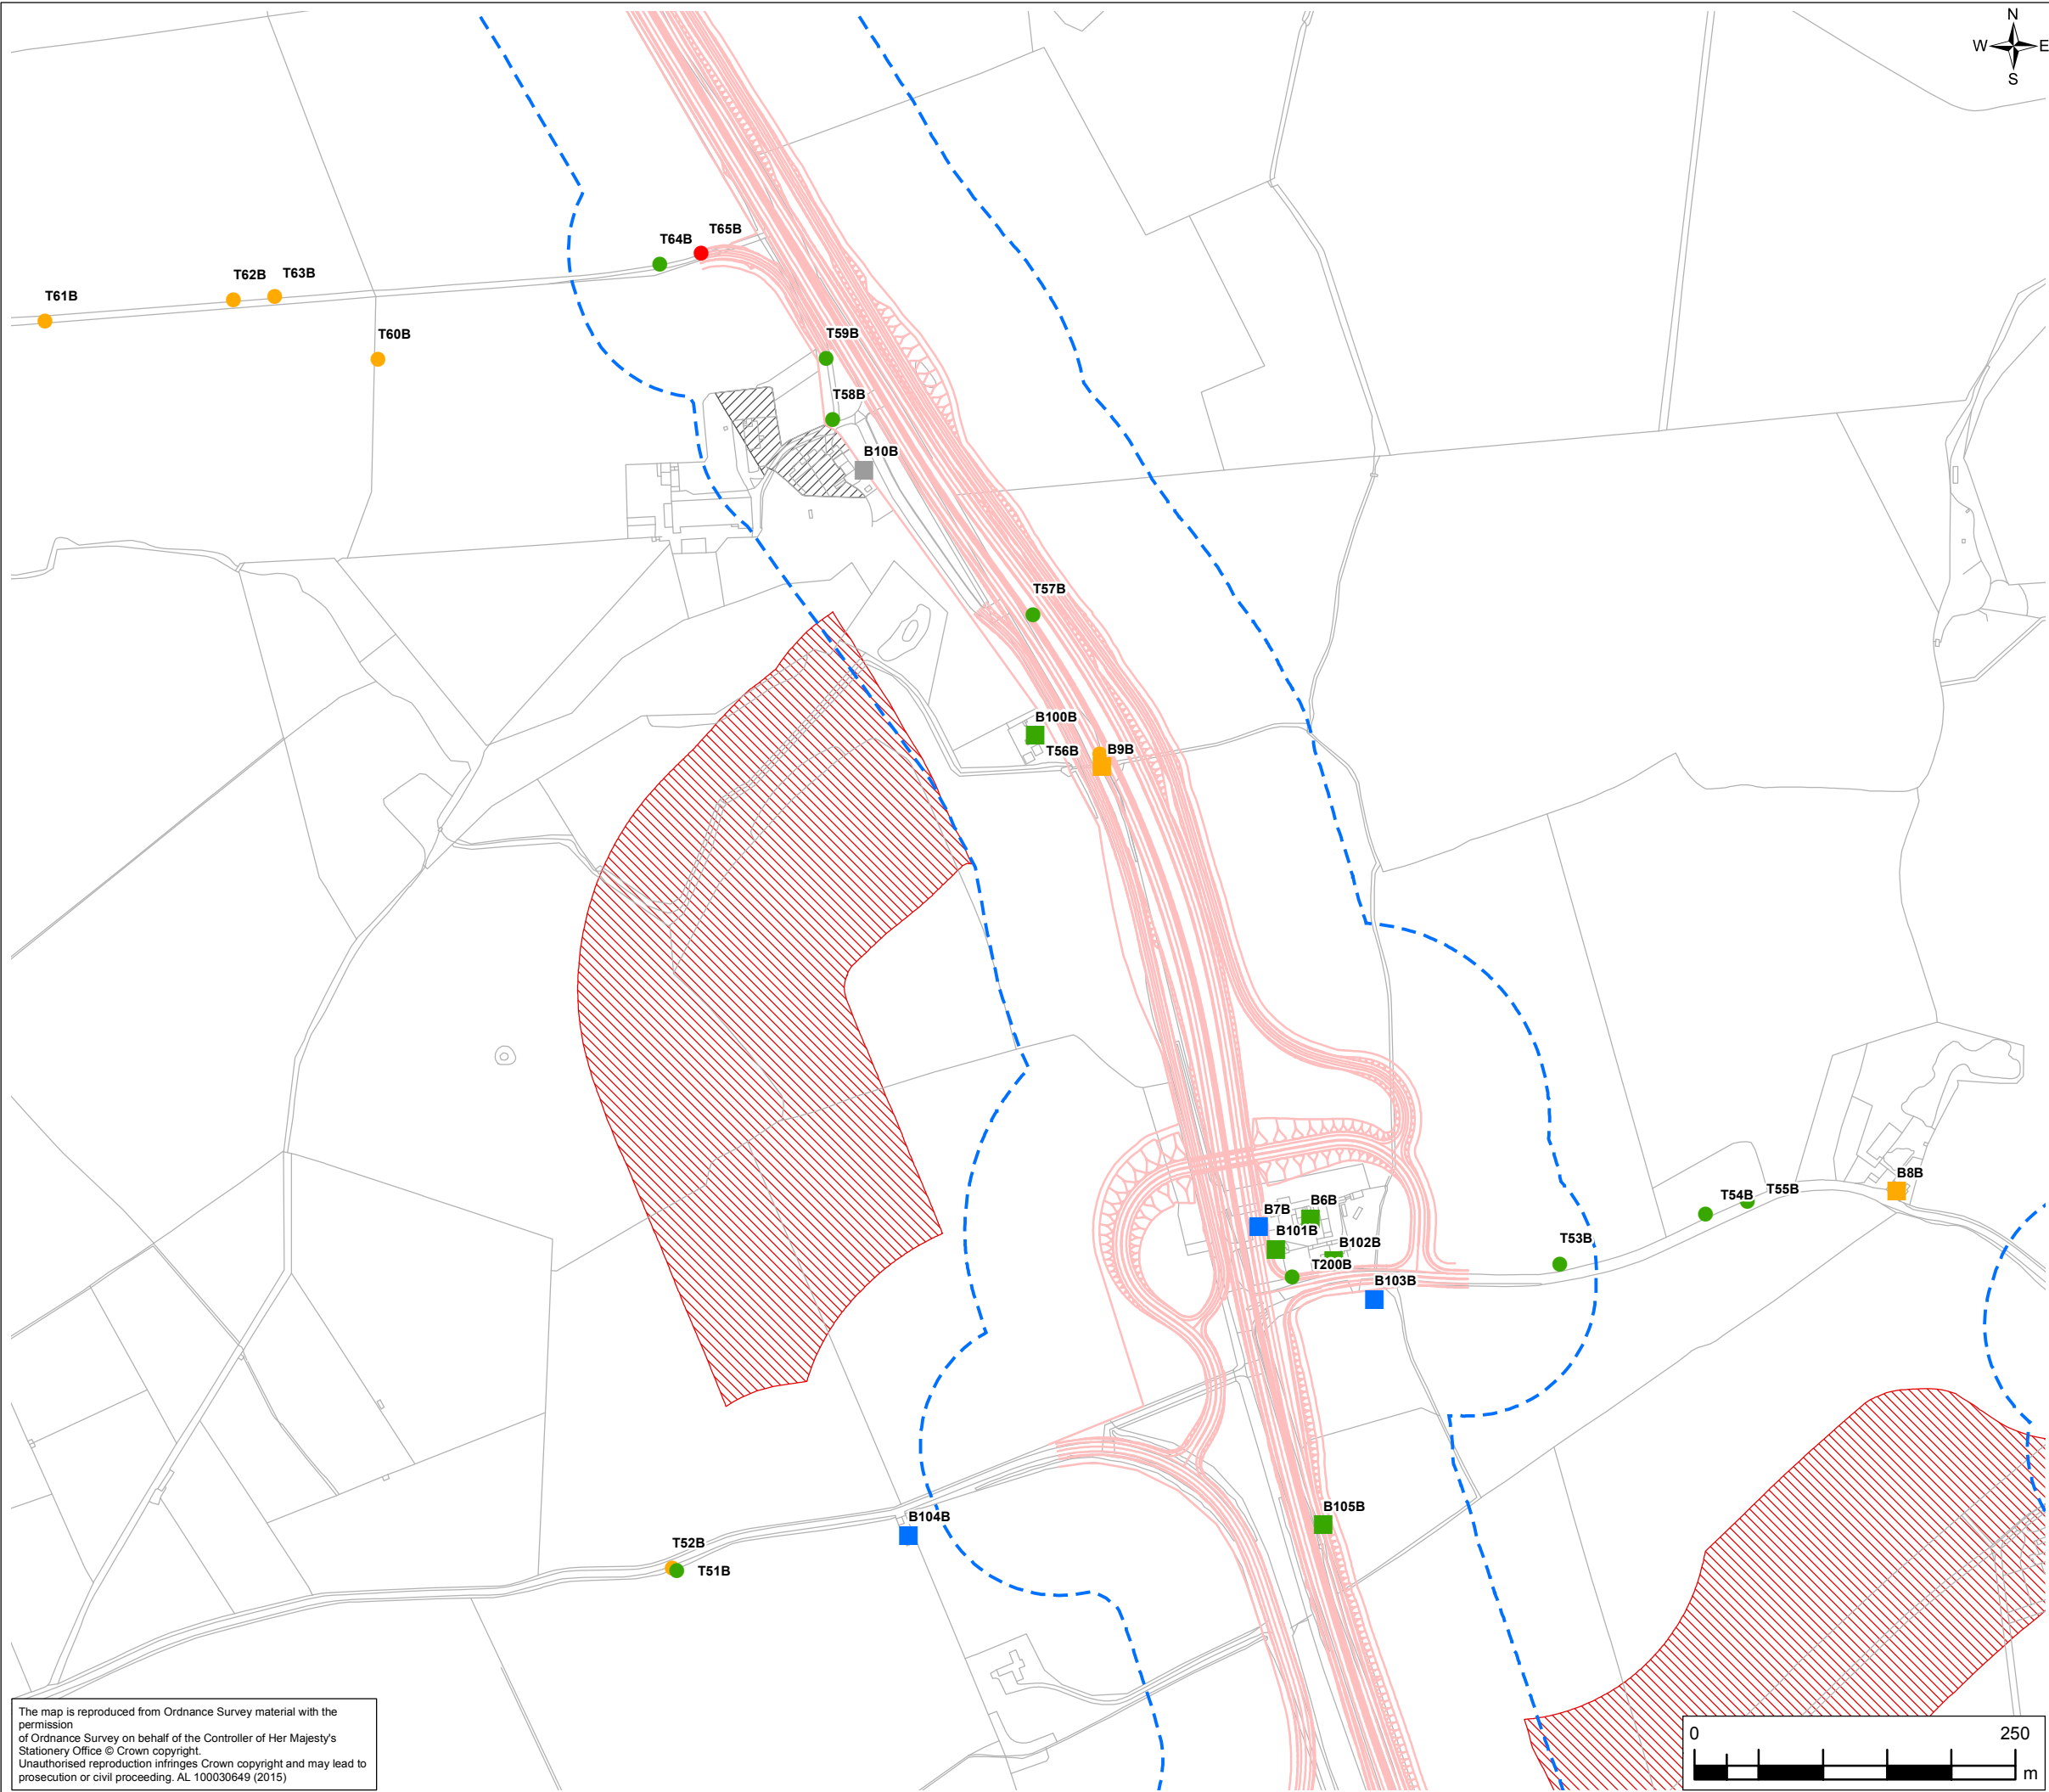 N
W E
S
T64B
T65B
T62B
T63B
T61B
T60B
T59B
T58B
B10B
T57B
B100B
T56B
B9B
B8B
T54B
T55B
B6B
B7B
B101B
T53B
B102B
T200B
B103B
B105B
B104B
T52B
T51B
The map is reproduced from Ordnance Survey material with the
permission
of Ordnance Survey on behalf of the Controller of Her Majesty's
Stationery Office © Crown copyright.
Unauthorised reproduction infringes Crown copyright and may lead to
prosecution or civil proceeding. AL 100030649 (2015)
0 250
m